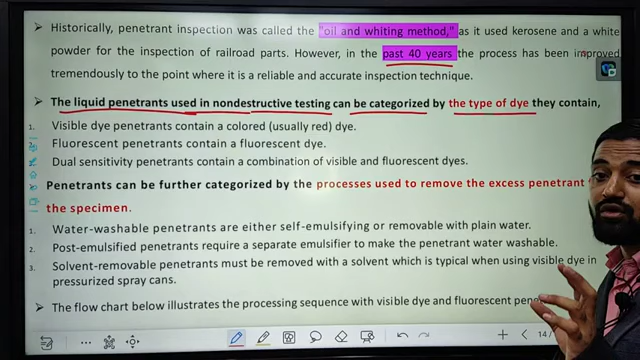 ➤ Historically, penetrant inspection was called the "oil and whiting method," as it used kerosene and a white
powder for the inspection of railroad parts. However, in the past 40 years the process has been improved
tremendously to the point where it is a reliable and accurate inspection technique.
➤ The liquid penetrants used in nondestructive testing can be categorized by the type of dye they contain,
1. Visible dye penetrants contain a colored (usually red) dye.
2. Fluorescent penetrants contain a fluorescent dye.
3. Dual sensitivity penetrants contain a combination of visible and fluorescent dyes.
Penetrants can be further categorized by the processes used to remove the excess penetrant
the specimen.
1. Water-washable penetrants are either self-emulsifying or removable with plain water.
2. Post-emulsified penetrants require a separate emulsifier to make the penetrant water washable.
3. Solvent-removable penetrants must be removed with a solvent which is typical when using visible dye in
pressurized spray cans.
➤ The flow chart below illustrates the processing sequence with visible dye and fluorescent
14/